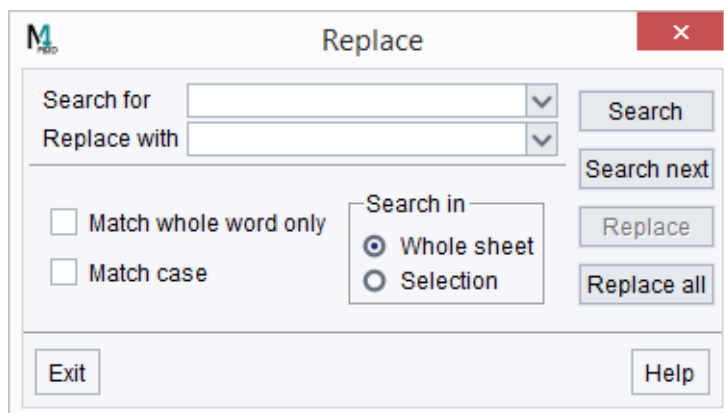 Replace
Search for
Replace with
Search
Search next
Replace
Replace all
Match whole word only
Match case
Search in
Whole sheet
Selection
Exit
Help